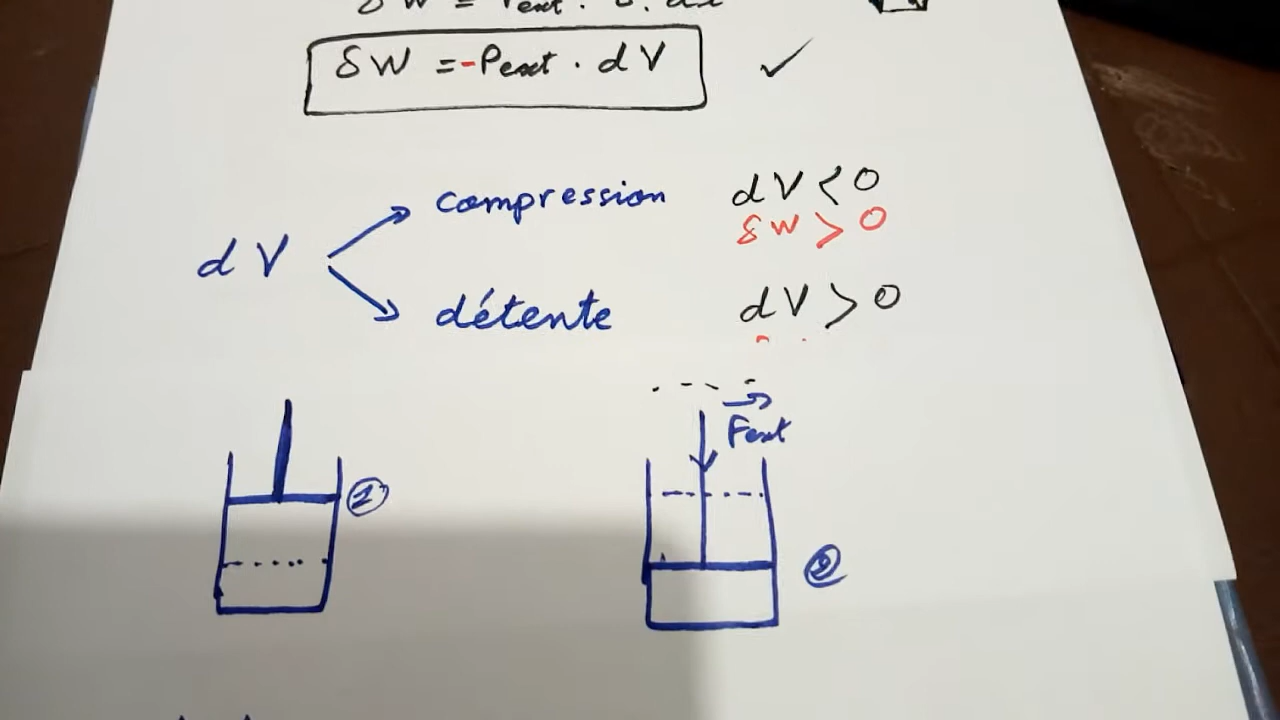 δW = -Pext . dV
compression dV < 0
δW > 0
dV
détente dV > 0
Fext
1
2